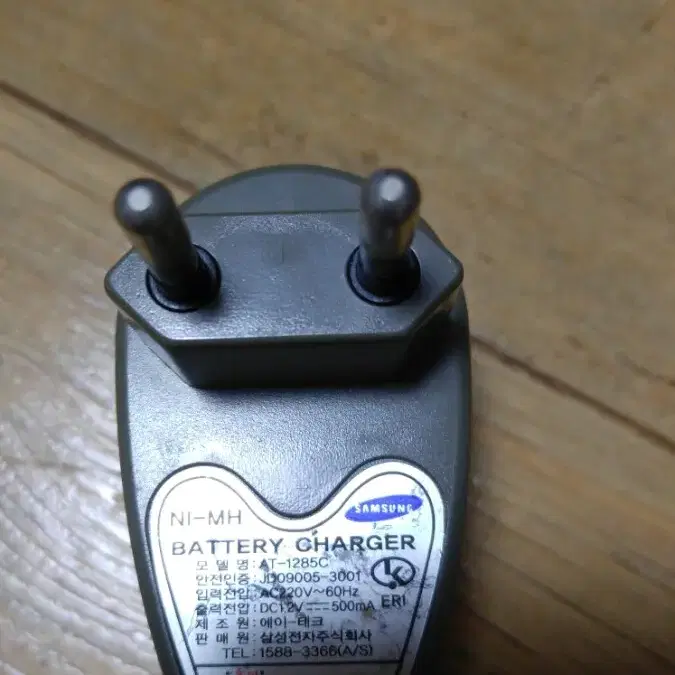 NI-MH SAMSUNG
BATTERY CHARGER
모 델 명 : AT-1285C
안전인증 : JD09005-3001
입력전압 : AC220V~60Hz
출력전압 : DC1.2V 500mA
ERI
제 조 원 : 에이-테크
판 매 원 : 삼성전자주식회사
TEL : 1588-3366(A/S)